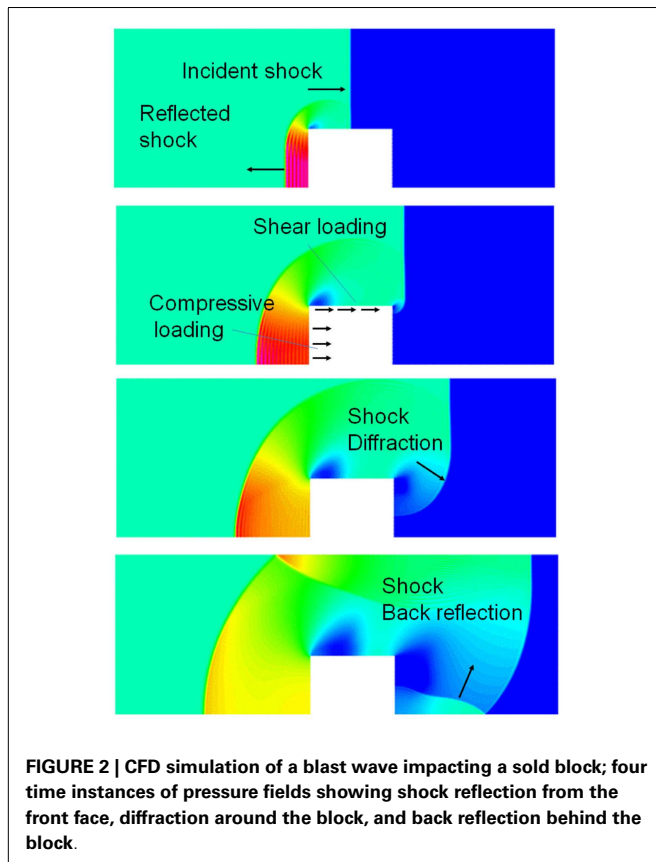 Incident shock
Reflected
shock
Shear loading
Compressive
loading
Shock
Diffraction
Shock
Back reflection
FIGURE 2 | CFD simulation of a blast wave impacting a sold block; four
time instances of pressure fields showing shock reflection from the
front face, diffraction around the block, and back reflection behind the
block.